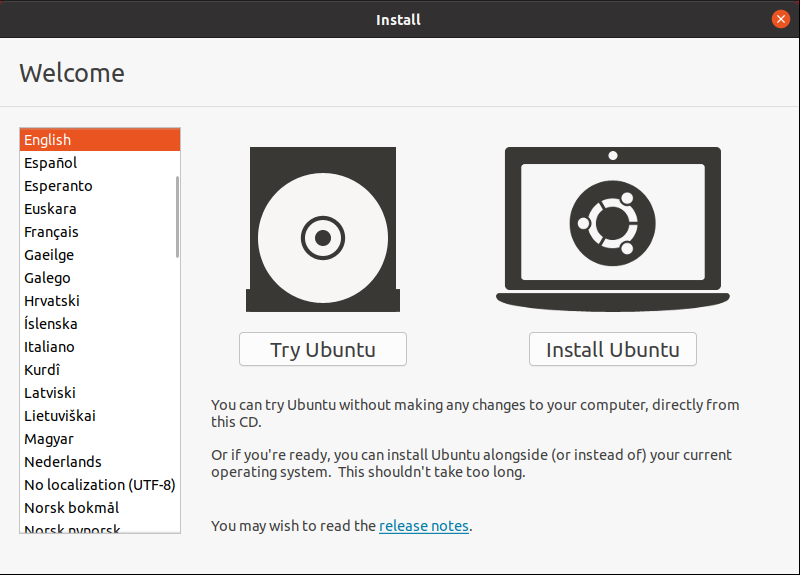 Install
Welcome
English
Español
Esperanto
Euskara
Français
Gaeilge
Galego
Hrvatski
Íslenska
Italiano
Kurdî
Latviski
Lietuviškai
Magyar
Nederlands
No localization (UTF-8)
Norsk bokmål
Norsk nynorsk
Try Ubuntu
Install Ubuntu
You can try Ubuntu without making any changes to your computer, directly from
this CD.
Or if you're ready, you can install Ubuntu alongside (or instead of) your current
operating system.  This shouldn't take too long.
You may wish to read the release notes.